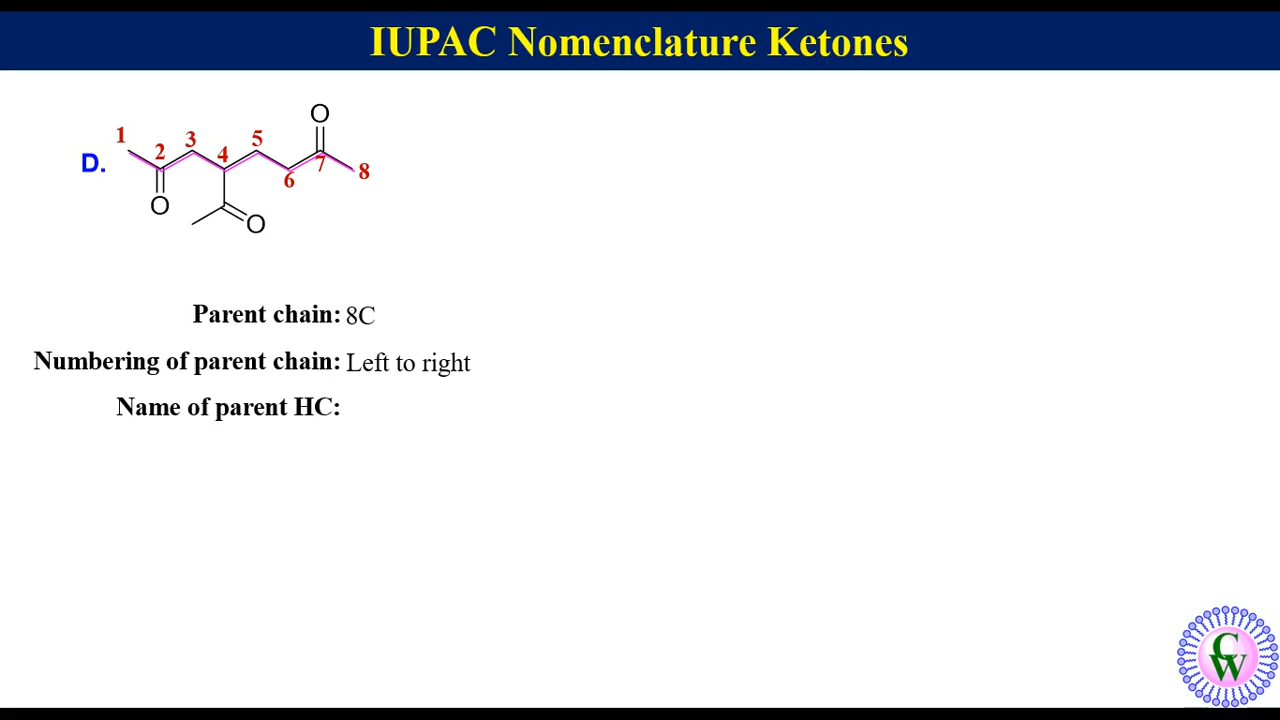 IUPAC Nomenclature Ketones
D.
1 2 3 4 5 6 7 8
O
O
O
Parent chain: 8C
Numbering of parent chain: Left to right
Name of parent HC:
CW